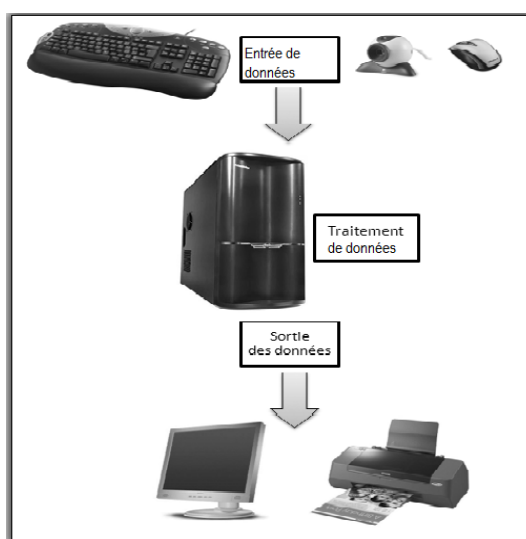 Entrée de
données
Traitement
de données
Sortie
des données